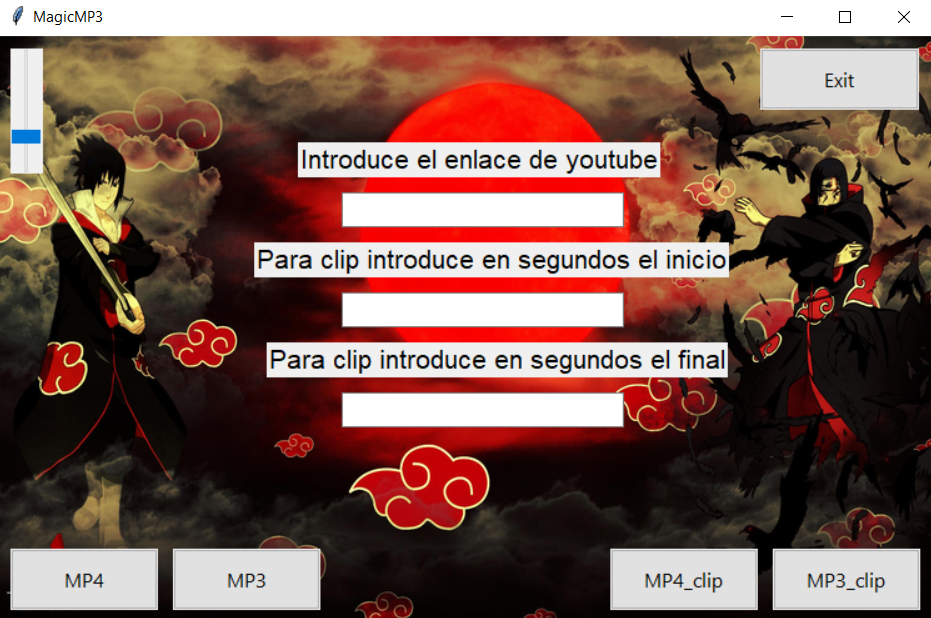 MagicMP3
Exit
Introduce el enlace de youtube
Para clip introduce en segundos el inicio
Para clip introduce en segundos el final
MP4
MP3
MP4_clip
MP3_clip